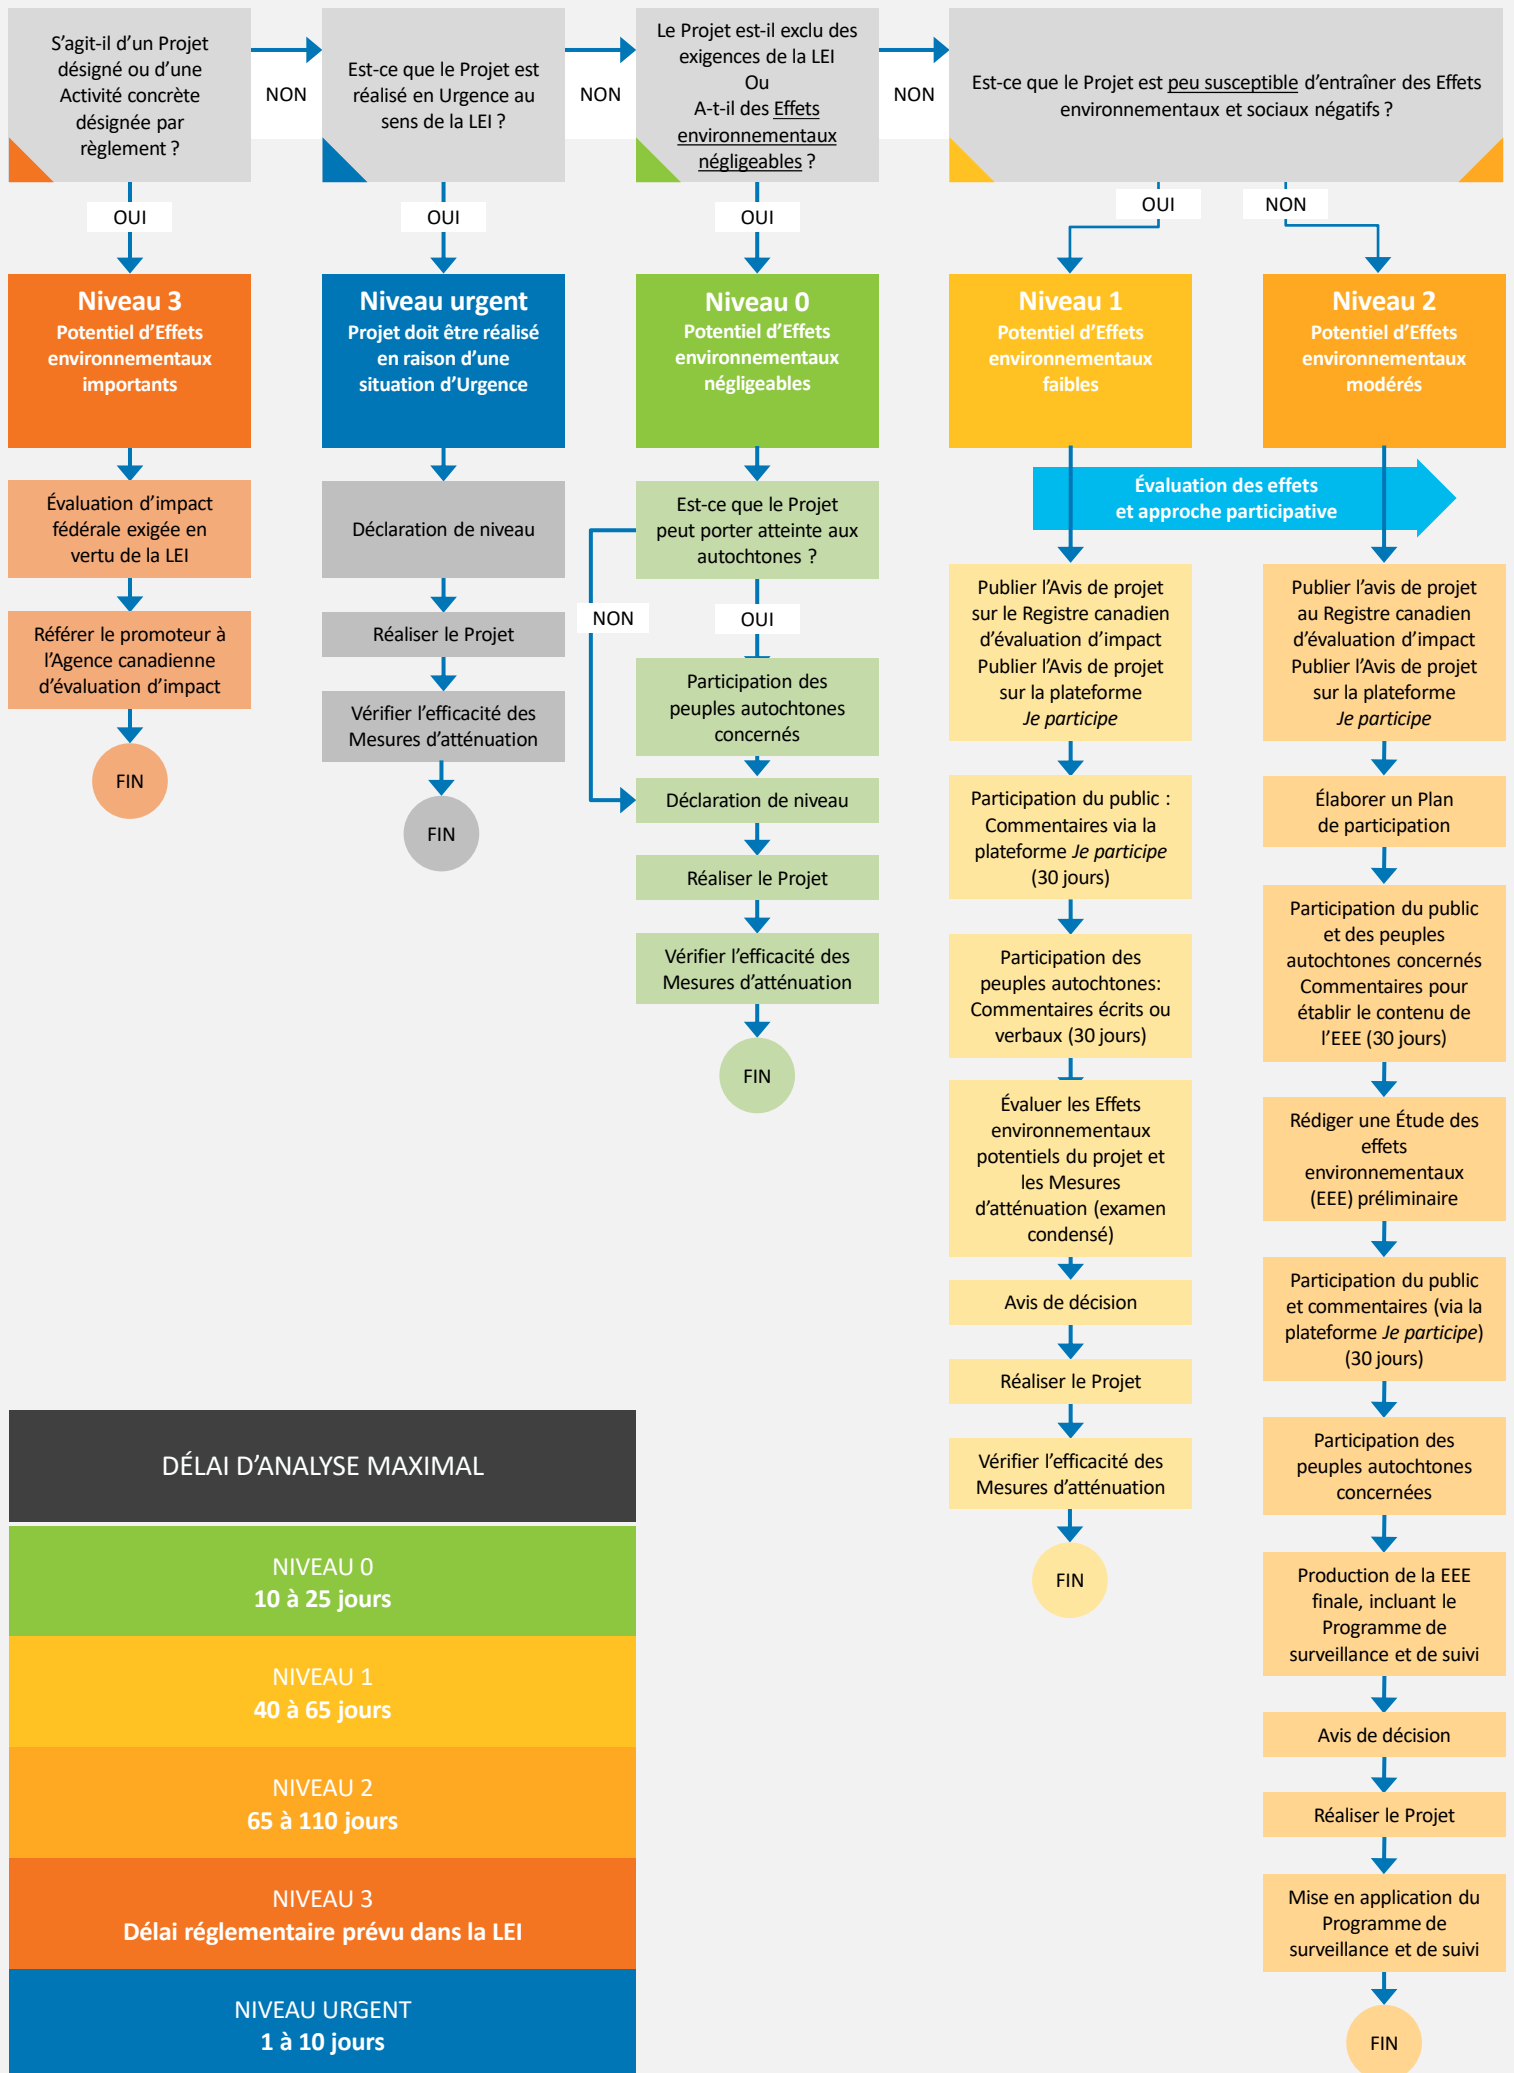 S’agit-il d’un Projet
désigné ou d’une
Activité concrète
désignée par
règlement ?
NON
OUI
Est-ce que le Projet est
réalisé en Urgence au
sens de la LEI ?
NON
OUI
Le Projet est-il exclu des
exigences de la LEI
Ou
A-t-il des Effets
environnementaux
négligeables ?
NON
OUI
Est-ce que le Projet est peu susceptible d’entraîner des Effets
environnementaux et sociaux négatifs ?
OUI
NON
Niveau 3
Potentiel d’Effets
environnementaux
importants
Évaluation d’impact
fédérale exigée en
vertu de la LEI
Référer le promoteur à
l’Agence canadienne
d’évaluation d’impact
FIN
Niveau urgent
Projet doit être réalisé
en raison d’une
situation d’Urgence
Déclaration de niveau
Réaliser le Projet
Vérifier l’efficacité des
Mesures d’atténuation
FIN
Niveau 0
Potentiel d’Effets
environnementaux
négligeables
Est-ce que le Projet
peut porter atteinte aux
autochtones ?
NON
OUI
Participation des
peuples autochtones
concernés
Déclaration de niveau
Réaliser le Projet
Vérifier l’efficacité des
Mesures d’atténuation
FIN
Niveau 1
Potentiel d’Effets
environnementaux
faibles
Niveau 2
Potentiel d’Effets
environnementaux
modérés
Évaluation des effets
et approche participative
Publier l’Avis de projet
sur le Registre canadien
d’évaluation d’impact
Publier l’Avis de projet
sur la plateforme
Je participe
Participation du public :
Commentaires via la
plateforme Je participe
(30 jours)
Participation des
peuples autochtones:
Commentaires écrits ou
verbaux (30 jours)
Évaluer les Effets
environnementaux
potentiels du projet et
les Mesures
d’atténuation (examen
condensé)
Avis de décision
Réaliser le Projet
Vérifier l’efficacité des
Mesures d’atténuation
FIN
Publier l’avis de projet
au Registre canadien
d’évaluation d’impact
Publier l’Avis de projet
sur la plateforme
Je participe
Élaborer un Plan
de participation
Participation du public
et des peuples
autochtones concernés
Commentaires pour
établir le contenu de
l’EEE (30 jours)
Rédiger une Étude des
effets
environnementaux
(EEE) préliminaire
Participation du public
et commentaires (via la
plateforme Je participe)
(30 jours)
Participation des
peuples autochtones
concernées
Production de la EEE
finale, incluant le
Programme de
surveillance et de suivi
Avis de décision
Réaliser le Projet
Mise en application du
Programme de
surveillance et de suivi
FIN
DÉLAI D’ANALYSE MAXIMAL
NIVEAU 0
10 à 25 jours
NIVEAU 1
40 à 65 jours
NIVEAU 2
65 à 110 jours
NIVEAU 3
Délai réglementaire prévu dans la LEI
NIVEAU URGENT
1 à 10 jours